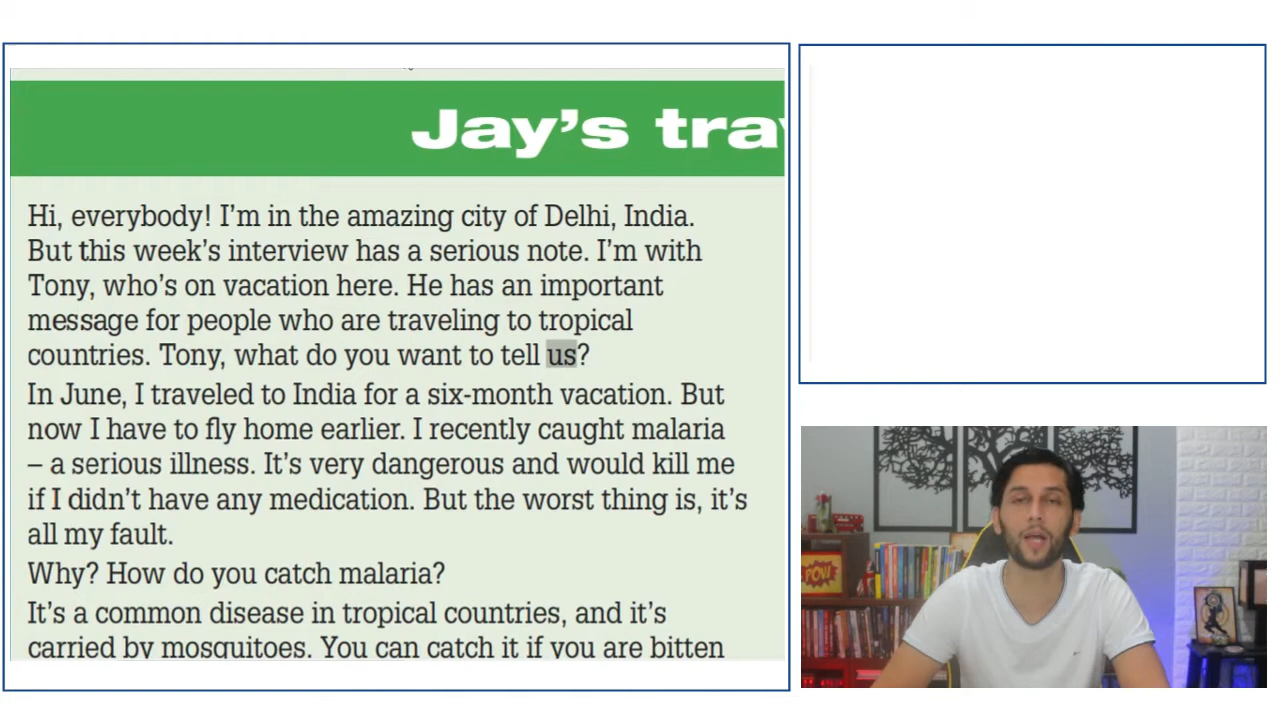 Jay's tra
Hi, everybody! I'm in the amazing city of Delhi, India.
But this week's interview has a serious note. I'm with
Tony, who's on vacation here. He has an important
message for people who are traveling to tropical
countries. Tony, what do you want to tell us?
In June, I traveled to India for a six-month vacation. But
now I have to fly home earlier. I recently caught malaria
– a serious illness. It's very dangerous and would kill me
if I didn't have any medication. But the worst thing is, it's
all my fault.
Why? How do you catch malaria?
It's a common disease in tropical countries, and it's
carried by mosquitoes. You can catch it if you are bitten
POW!